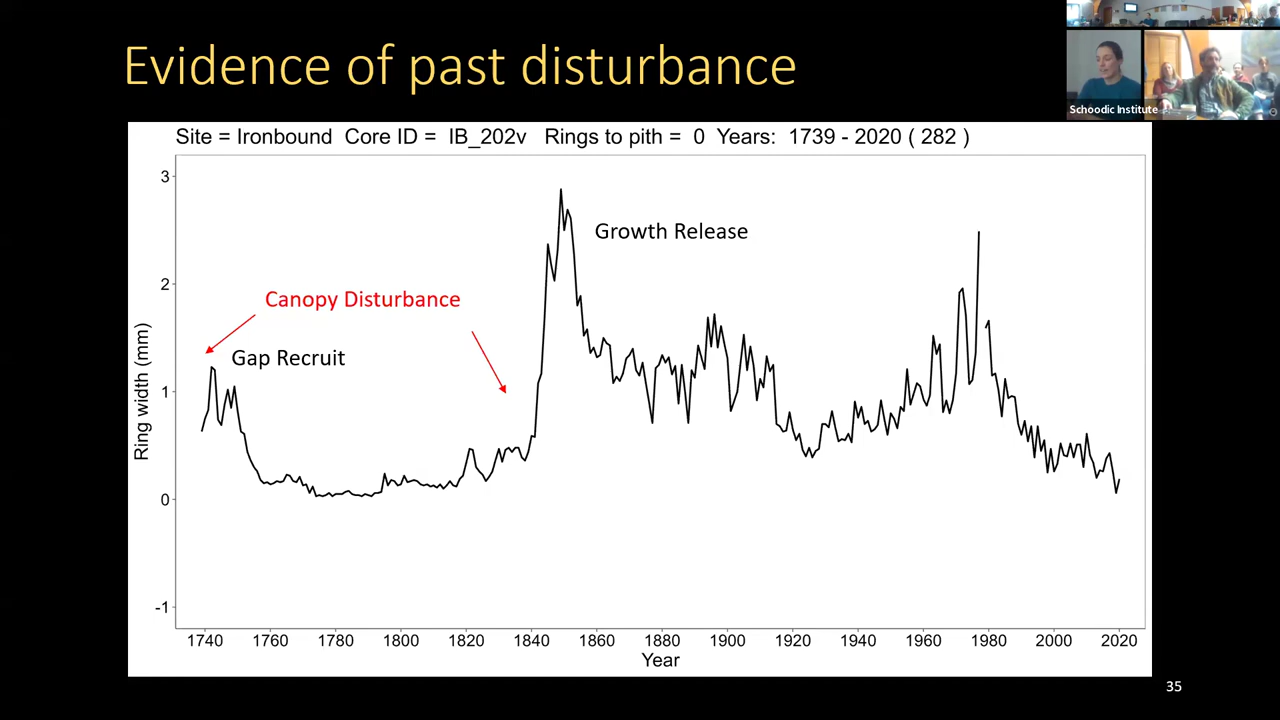 Evidence of past disturbance
Schoodic Institute
Site = Ironbound Core ID = IB_202v Rings to pith = 0 Years: 1739 - 2020 ( 282 )
3
2
1
0
-1
Ring width (mm)
Growth Release
Canopy Disturbance
Gap Recruit
1740 1760 1780 1800 1820 1840 1860 1880 1900 1920 1940 1960 1980 2000 2020
Year
35